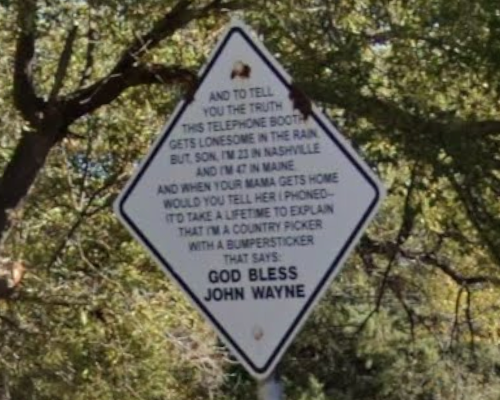 AND TO TELL
YOU THE TRUTH
THIS TELEPHONE BOOTH
GETS LONESOME IN THE RAIN.
BUT, SON, I'M 23 IN NASHVILLE
AND I'M 47 IN MAINE.
AND WHEN YOUR MAMA GETS HOME
WOULD YOU TELL HER I PHONED–
IT'D TAKE A LIFETIME TO EXPLAIN
THAT I'M A COUNTRY PICKER
WITH A BUMPERSTICKER
THAT SAYS:
GOD BLESS
JOHN WAYNE